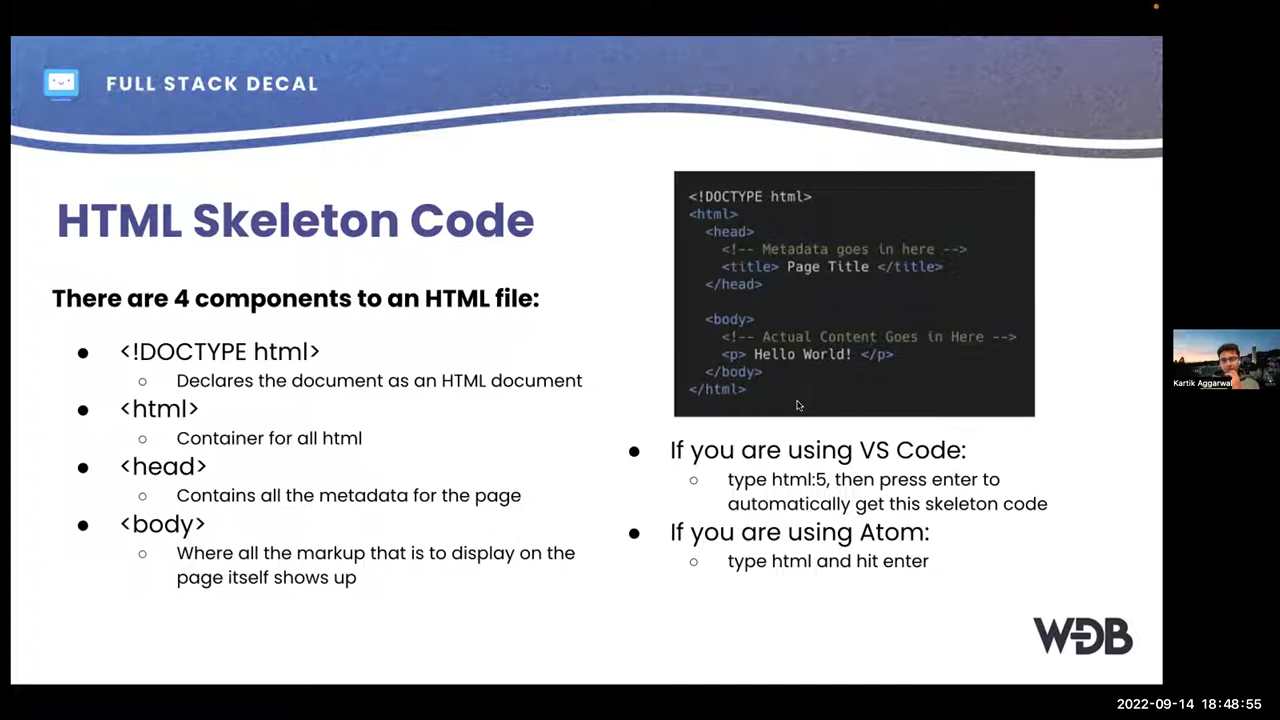 FULL STACK DECAL
HTML Skeleton Code
There are 4 components to an HTML file:
● <!DOCTYPE html>
○ Declares the document as an HTML document
● <html>
○ Container for all html
● <head>
○ Contains all the metadata for the page
● <body>
○ Where all the markup that is to display on the
page itself shows up
<!DOCTYPE html>
<html>
<head>
<!-- Metadata goes in here -->
<title> Page Title </title>
</head>
<body>
<!-- Actual Content Goes in Here -->
<p> Hello World! </p>
</body>
</html>
● If you are using VS Code:
○ type html:5, then press enter to
automatically get this skeleton code
● If you are using Atom:
○ type html and hit enter
WDB
Kartik Aggarwal
2022-09-14 18:48:55